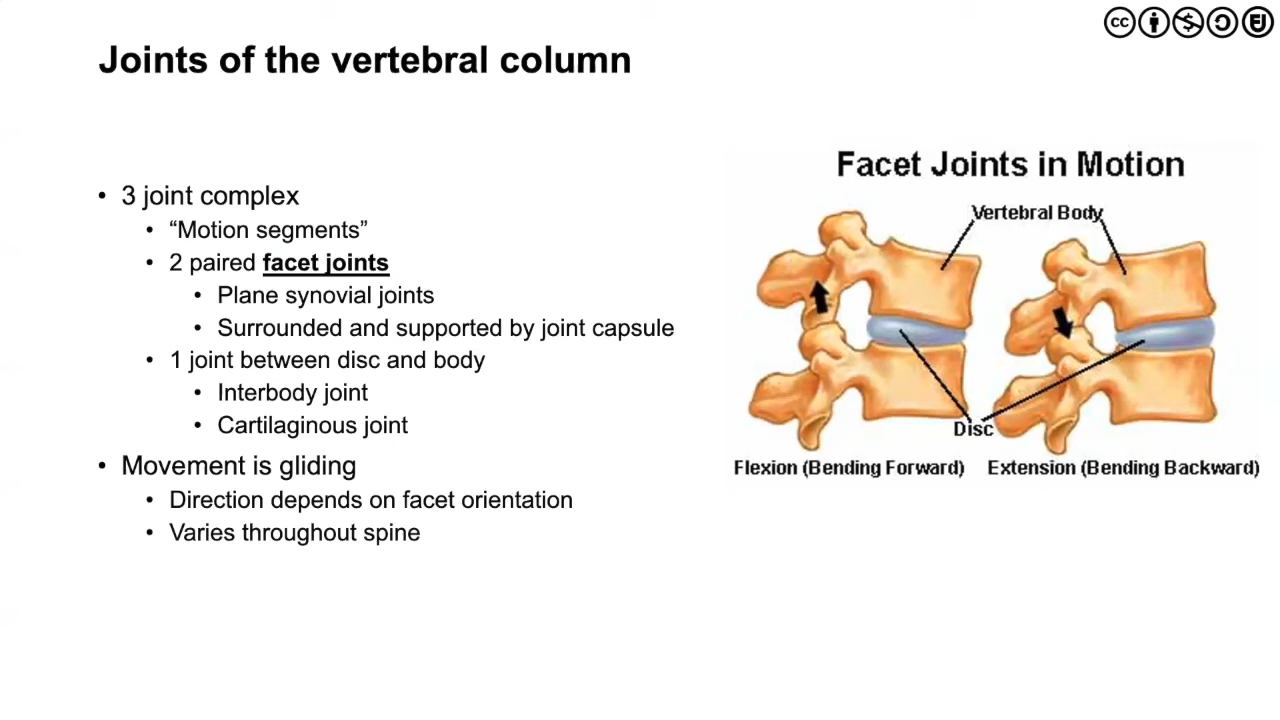 Joints of the vertebral column
• 3 joint complex
• “Motion segments”
• 2 paired facet joints
• Plane synovial joints
• Surrounded and supported by joint capsule
• 1 joint between disc and body
• Interbody joint
• Cartilaginous joint
• Movement is gliding
• Direction depends on facet orientation
• Varies throughout spine
Facet Joints in Motion
Vertebral Body
Disc
Flexion (Bending Forward)
Extension (Bending Backward)
cc